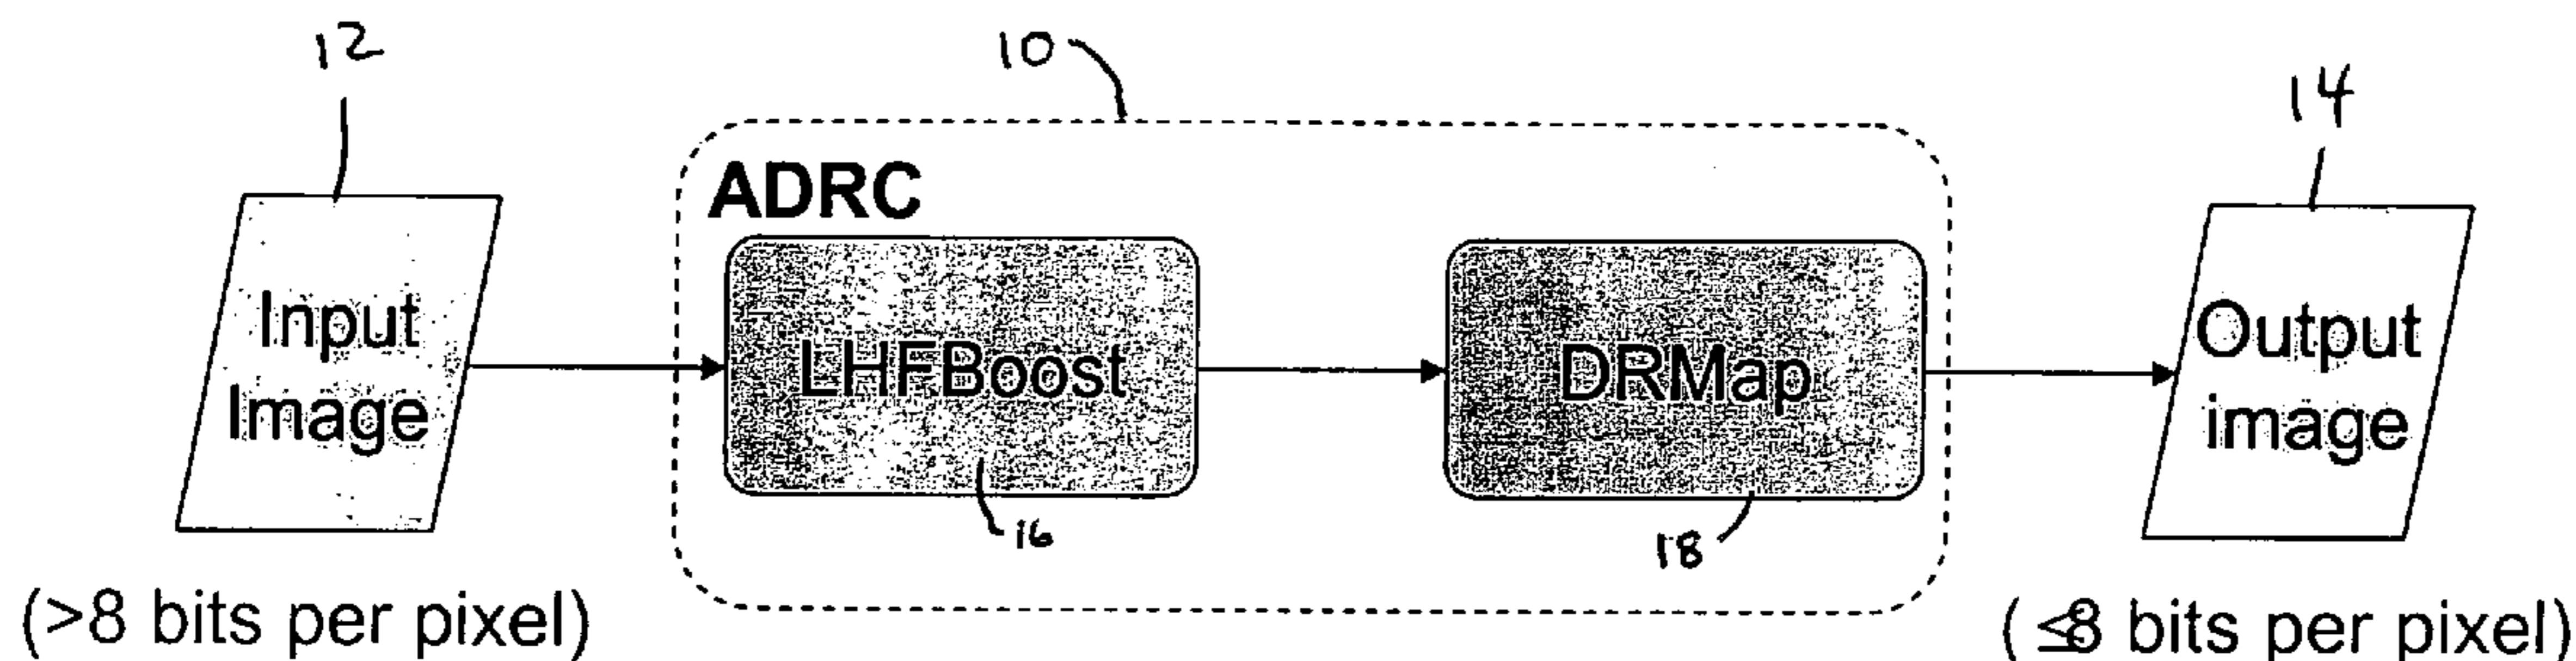 12
10
14
ADRC
Input
Image
LHFBoost
DRMap
Output
image
16
18
(>8 bits per pixel)
(≤8 bits per pixel)